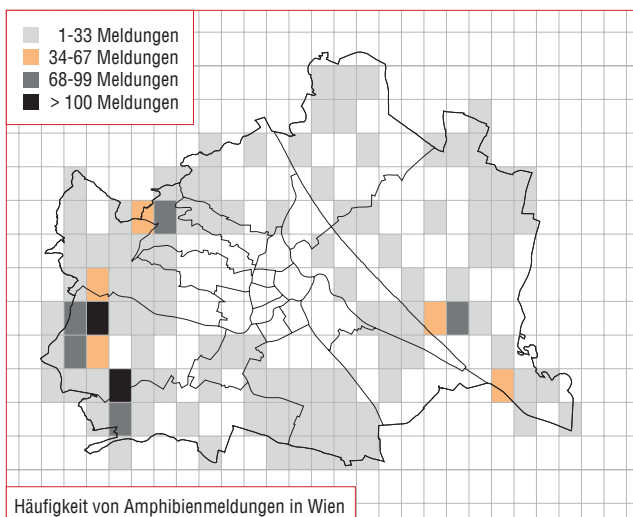 1-33 Meldungen
34-67 Meldungen
68-99 Meldungen
> 100 Meldungen
Häufigkeit von Amphibienmeldungen in Wien